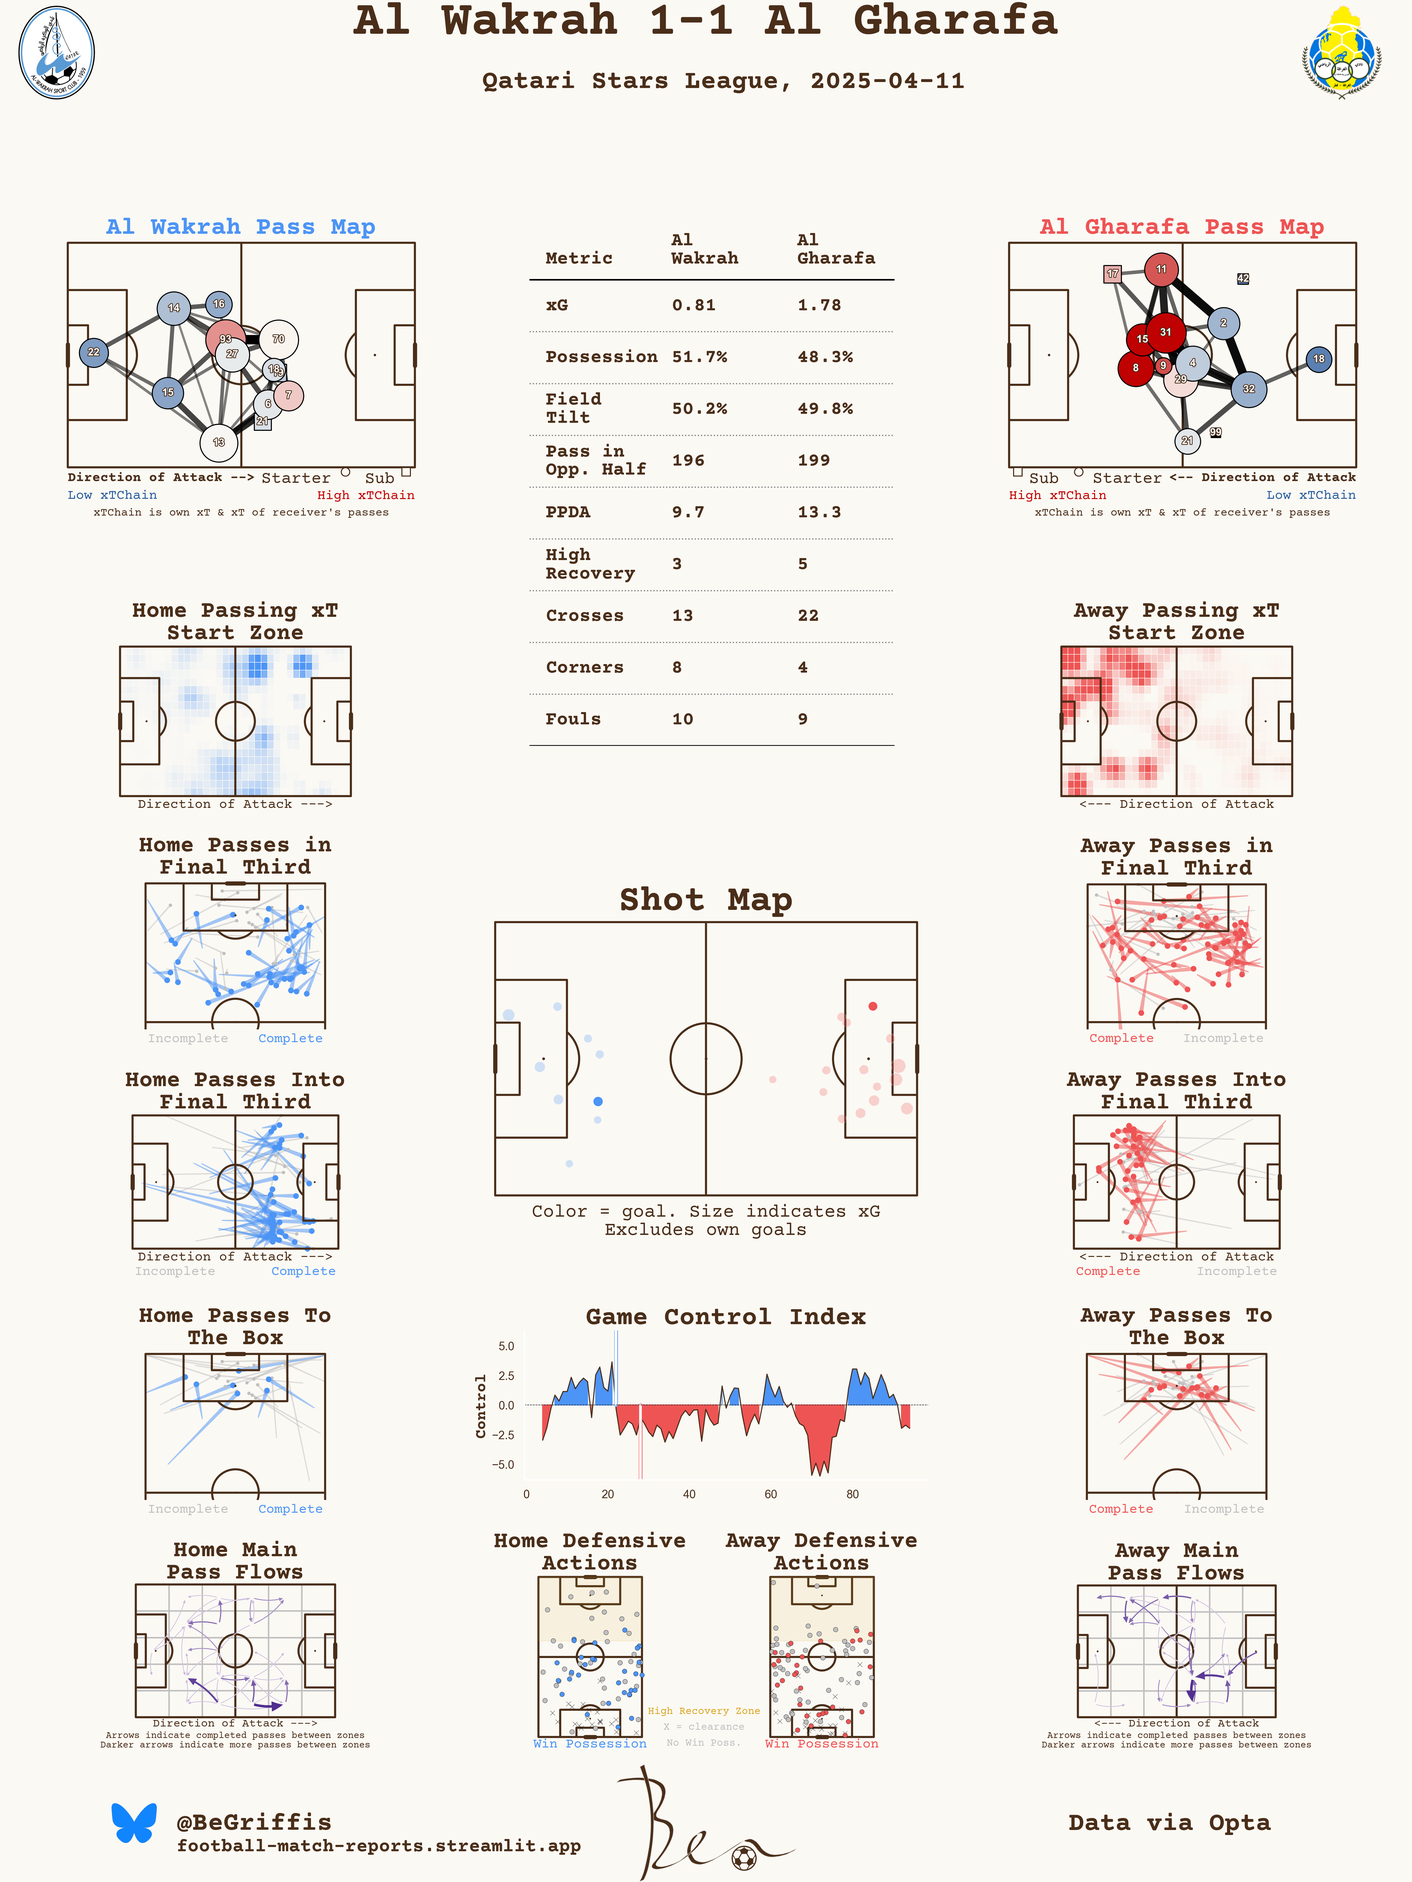 Al Wakrah 1-1 Al Gharafa
Qatari Stars League, 2025-04-11
Al Wakrah Pass Map
14
16
22
93
70
27
18
15
7
6
21
13
Direction of Attack --> Starter Sub
Low xTChain High xTChain
xTChain is own xT & xT of receiver's passes
Metric Al Wakrah Al Gharafa
xG 0.81 1.78
Possession 51.7% 48.3%
Field Tilt 50.2% 49.8%
Pass in Opp. Half 196 199
PPDA 9.7 13.3
High Recovery 3 5
Crosses 13 22
Corners 8 4
Fouls 10 9
Al Gharafa Pass Map
17
11
42
2
15
31
8
9
4
29
18
32
21
99
Sub Starter <-- Direction of Attack
High xTChain Low xTChain
xTChain is own xT & xT of receiver's passes
Home Passing xT
Start Zone
Direction of Attack --->
Away Passing xT
Start Zone
<--- Direction of Attack
Home Passes in
Final Third
Incomplete Complete
Away Passes in
Final Third
Complete Incomplete
Shot Map
Color = goal. Size indicates xG
Excludes own goals
Home Passes Into
Final Third
Direction of Attack --->
Incomplete Complete
Away Passes Into
Final Third
<--- Direction of Attack
Complete Incomplete
Home Passes To
The Box
Incomplete Complete
Game Control Index
Control
5.0
2.5
0.0
−2.5
−5.0
0 20 40 60 80
Away Passes To
The Box
Complete Incomplete
Home Main
Pass Flows
Direction of Attack --->
Arrows indicate completed passes between zones
Darker arrows indicate more passes between zones
Home Defensive
Actions
Win Possession
High Recovery Zone
X = clearance
No Win Poss.
Away Defensive
Actions
Win Possession
Away Main
Pass Flows
<--- Direction of Attack
Arrows indicate completed passes between zones
Darker arrows indicate more passes between zones
@BeGriffis
football-match-reports.streamlit.app
Ben
Data via Opta